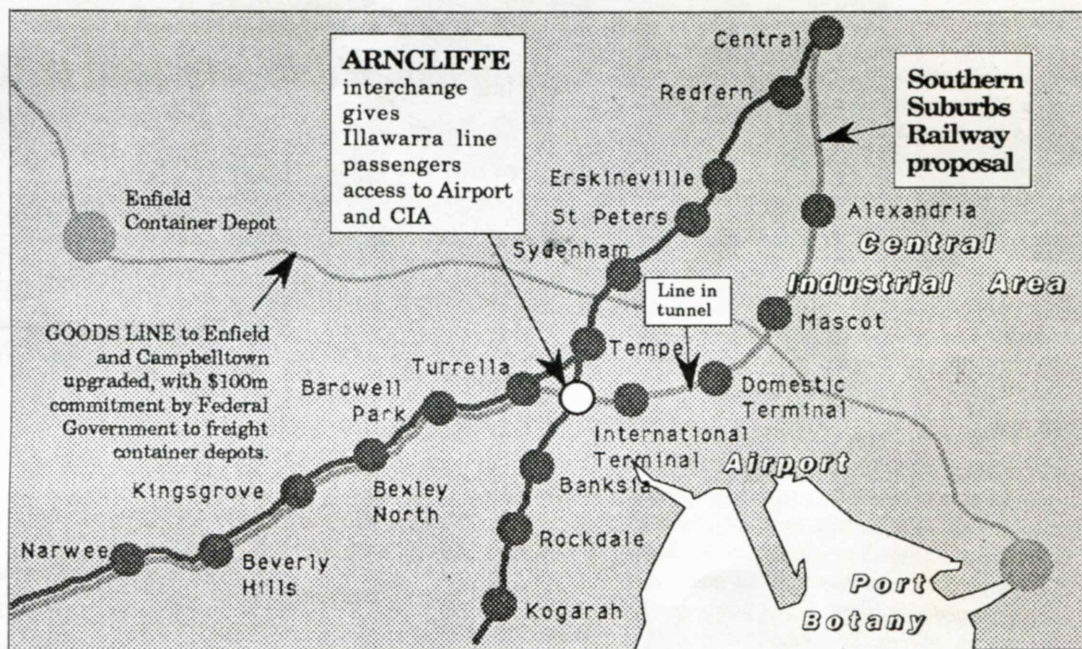 ARNCLIFFE
interchange
gives
Illawarra line
passengers
access to Airport
and CIA
Central
Redfern
Southern
Suburbs
Railway
proposal
Erskineville
St Peters
Sydenham
Alexandria
Central
Industrial Area
Enfield
Container Depot
Line in
tunnel
Mascot
GOODS LINE to Enfield
and Campbelltown
upgraded, with $100m
commitment by Federal
Government to freight
container depots.
Tempe
Turrella
Bardwell
Park
Domestic
Terminal
International
Terminal
Airport
Kingsgrove
Bexley
North
Banksia
Narwee
Beverly
Hills
Rockdale
Kogarah
Port
Botany